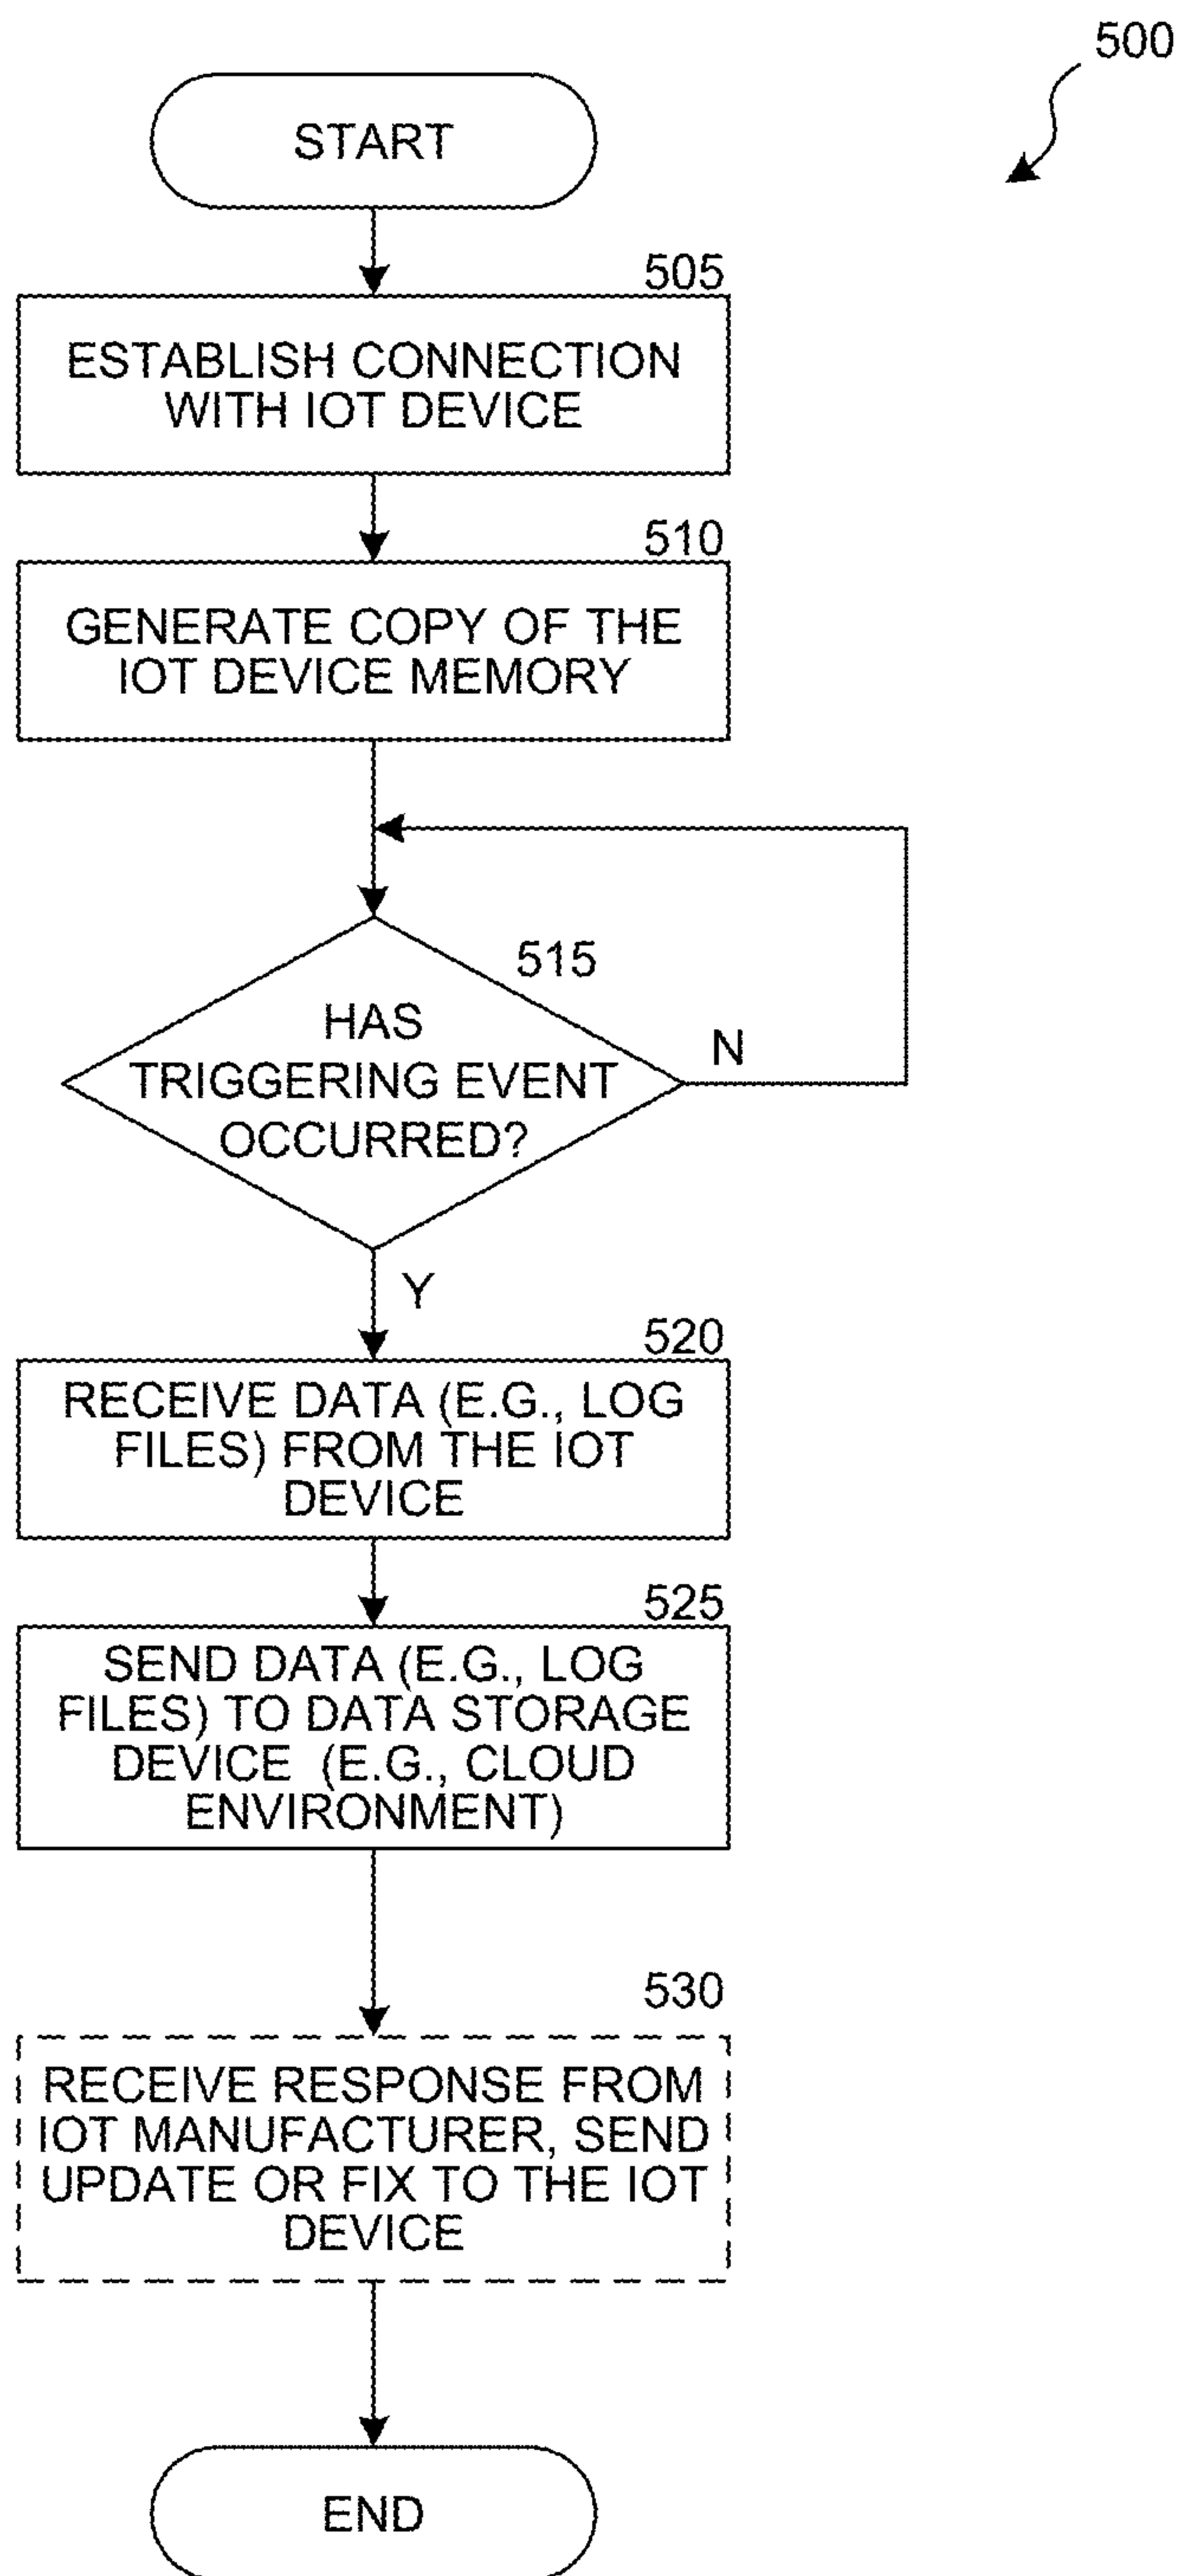 500
START
505
ESTABLISH CONNECTION
WITH IOT DEVICE
510
GENERATE COPY OF THE
IOT DEVICE MEMORY
515
HAS
TRIGGERING EVENT
OCCURRED?
N
Y
520
RECEIVE DATA (E.G., LOG
FILES) FROM THE IOT
DEVICE
525
SEND DATA (E.G., LOG
FILES) TO DATA STORAGE
DEVICE (E.G., CLOUD
ENVIRONMENT)
530
RECEIVE RESPONSE FROM
IOT MANUFACTURER, SEND
UPDATE OR FIX TO THE IOT
DEVICE
END